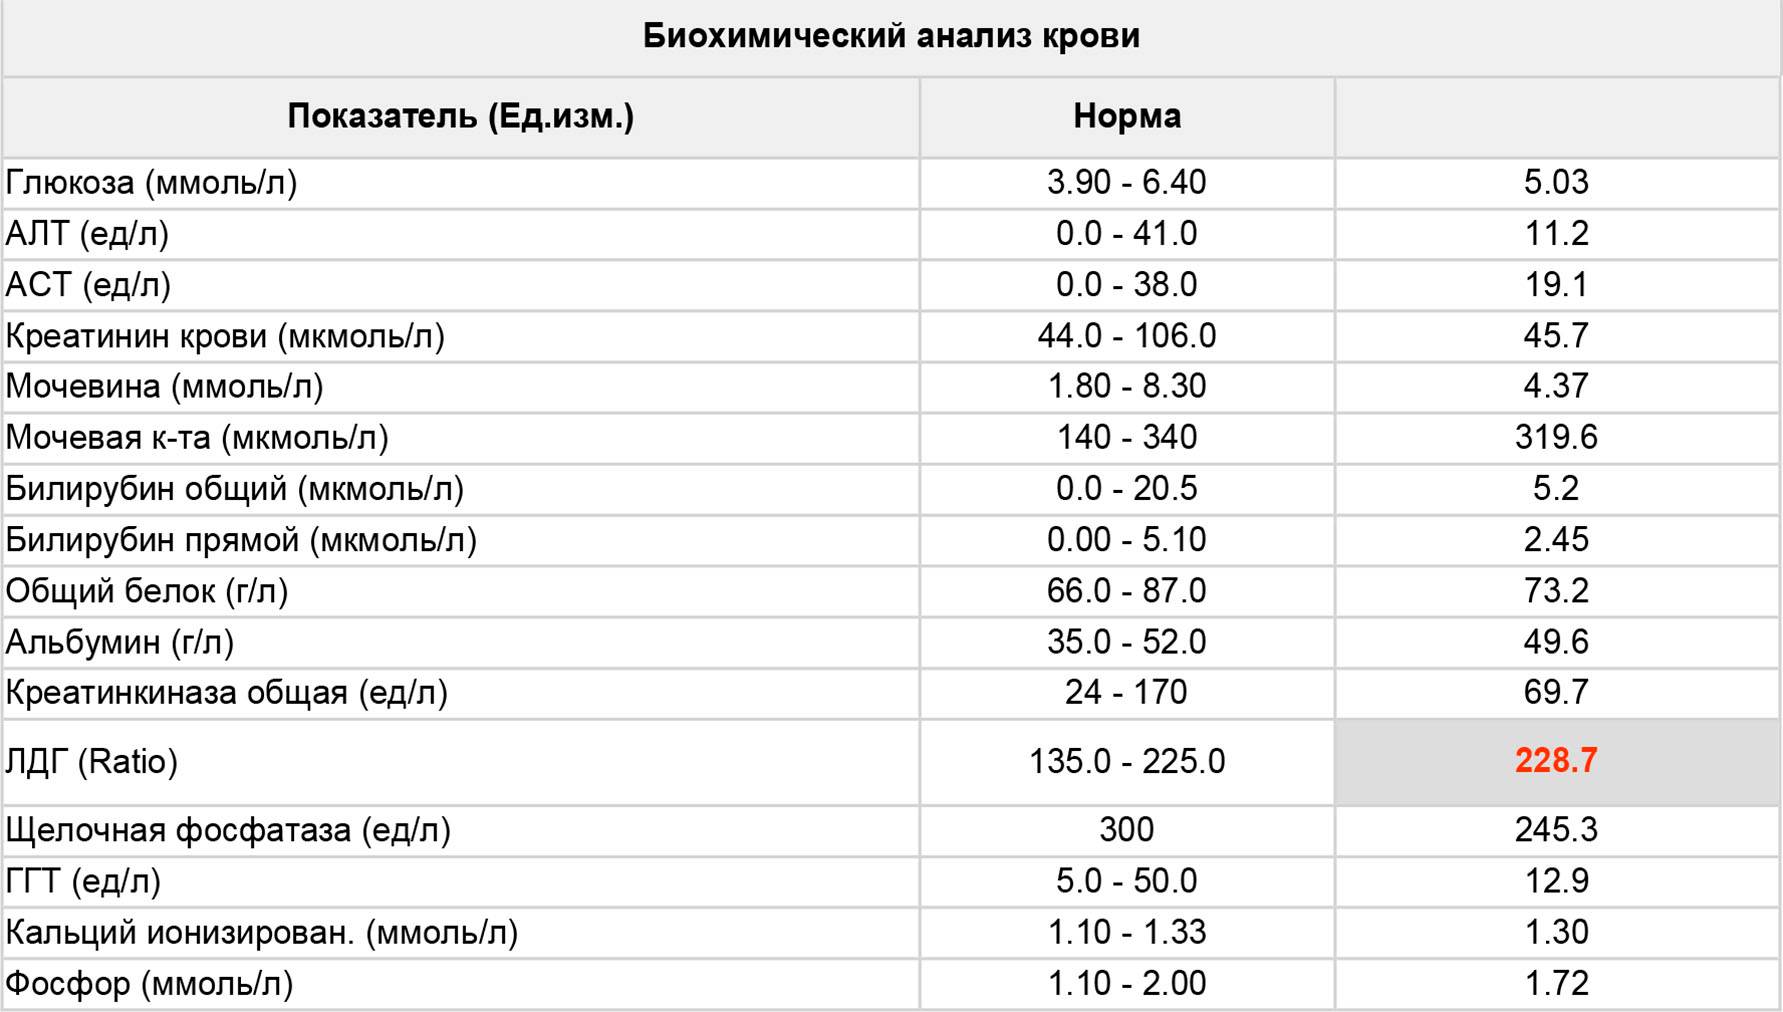 Биохимический анализ крови
Показатель (Ед.изм.) Норма
Глюкоза (ммоль/л) 3.90 - 6.40 5.03
АЛТ (ед/л) 0.0 - 41.0 11.2
АСТ (ед/л) 0.0 - 38.0 19.1
Креатинин крови (мкмоль/л) 44.0 - 106.0 45.7
Мочевина (ммоль/л) 1.80 - 8.30 4.37
Мочевая к-та (мкмоль/л) 140 - 340 319.6
Билирубин общий (мкмоль/л) 0.0 - 20.5 5.2
Билирубин прямой (мкмоль/л) 0.00 - 5.10 2.45
Общий белок (г/л) 66.0 - 87.0 73.2
Альбумин (г/л) 35.0 - 52.0 49.6
Креатинкиназа общая (ед/л) 24 - 170 69.7
ЛДГ (Ratio) 135.0 - 225.0 228.7
Щелочная фосфатаза (ед/л) 300 245.3
ГГТ (ед/л) 5.0 - 50.0 12.9
Кальций ионизирован. (ммоль/л) 1.10 - 1.33 1.30
Фосфор (ммоль/л) 1.10 - 2.00 1.72